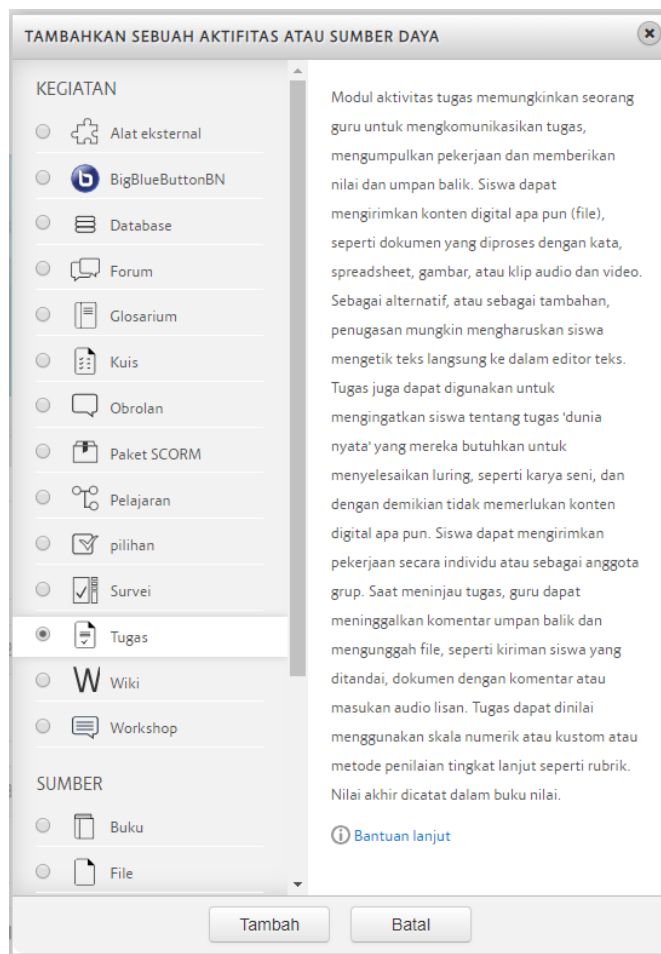 TAMBAHKAN SEBUAH AKTIFITAS ATAU SUMBER DAYA
KEGIATAN
Alat eksternal
BigBlueButtonBN
Database
Forum
Glosarium
Kuis
Obrolan
Paket SCORM
Pelajaran
pilihan
Survei
Tugas
Wiki
Workshop
SUMBER
Buku
File
Modul aktivitas tugas memungkinkan seorang
guru untuk mengkomunikasikan tugas,
mengumpulkan pekerjaan dan memberikan
nilai dan umpan balik. Siswa dapat
mengirimkan konten digital apa pun (file),
seperti dokumen yang diproses dengan kata,
spreadsheet, gambar, atau klip audio dan video.
Sebagai alternatif, atau sebagai tambahan,
penugasan mungkin mengharuskan siswa
mengetik teks langsung ke dalam editor teks.
Tugas juga dapat digunakan untuk
mengingatkan siswa tentang tugas 'dunia
nyata' yang mereka butuhkan untuk
menyelesaikan luring, seperti karya seni, dan
dengan demikian tidak memerlukan konten
digital apa pun. Siswa dapat mengirimkan
pekerjaan secara individu atau sebagai anggota
grup. Saat meninjau tugas, guru dapat
meninggalkan komentar umpan balik dan
mengunggah file, seperti kiriman siswa yang
ditandai, dokumen dengan komentar atau
masukan audio lisan. Tugas dapat dinilai
menggunakan skala numerik atau kustom atau
metode penilaian tingkat lanjut seperti rubrik.
Nilai akhir dicatat dalam buku nilai.
Bantuan lanjut
Tambah
Batal